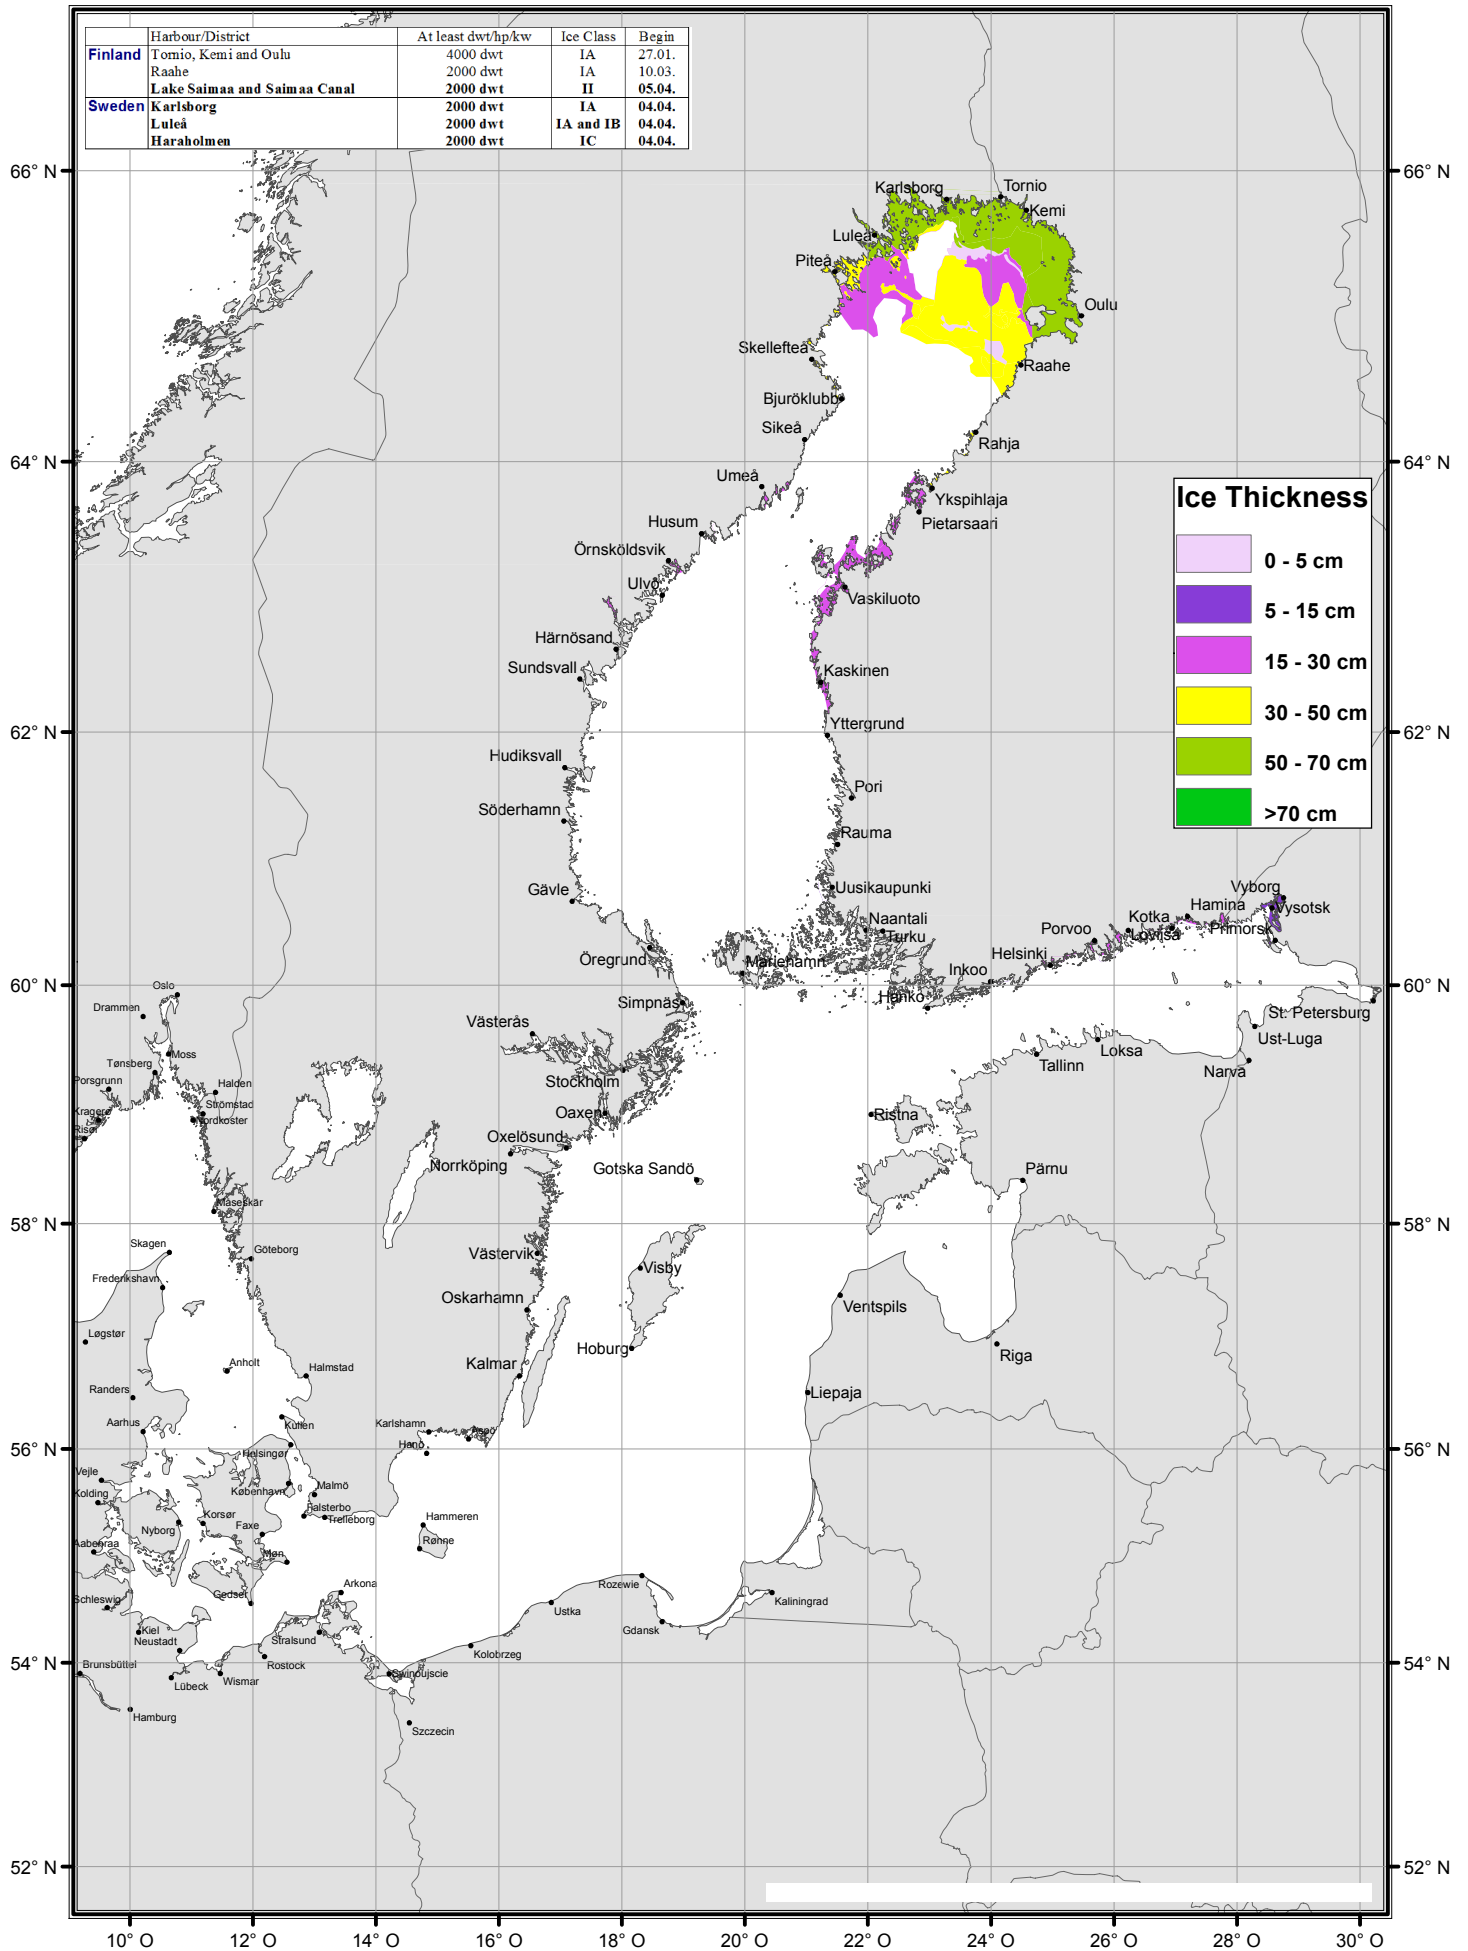 Harbour/District At least dwt/hp/kw Ice Class Begin
Finland Tornio, Kemi and Oulu 4000 dwt IA 27.01.
Raahe 2000 dwt IA 10.03.
Lake Saimaa and Saimaa Canal 2000 dwt II 05.04.
Sweden Karlsborg 2000 dwt IA 04.04.
Luleå 2000 dwt IA and IB 04.04.
Haraholmen 2000 dwt IC 04.04.
66° N 66° N
Karlsborg Tornio
Kemi
Luleå
Piteå
Oulu
Skellefteå
Raahe
Bjuröklubb
Sikeå
Rahja
64° N 64° N
Umeå
Ykspihlaja
Husum
Pietarsaari
Örnsköldsvik
Ulvö
Vaskiluoto
Härnösand
Sundsvall
Kaskinen
Ice Thickness
0 - 5 cm
5 - 15 cm
15 - 30 cm
30 - 50 cm
50 - 70 cm
>70 cm
Yttergrund
62° N 62° N
Hudiksvall
Pori
Söderhamn
Rauma
Gävle
Uusikaupunki
Vyborg
Vysotsk
Hamina
Kotka
Primorsk
Lovisa
Porvoo
Naantali
Turku
Helsinki
Inkoo
Öregrund
Mariehamn
60° N 60° N
Oslo
Hanko
Simpnäs
St. Petersburg
Drammen
Västerås
Ust-Luga
Moss
Tallinn
Loksa
Narva
Tønsberg
Stockholm
Porsgrunn
Halden
Strömstad
Kragerø
Nordkoster
Risør
Oaxen
Ristna
Oxelösund
Norrköping
Gotska Sandö
Pärnu
Måseskär
58° N 58° N
Skagen
Göteborg
Västervik
Visby
Frederikshavn
Oskarhamn
Ventspils
Løgstør
Hoburg
Riga
Anholt
Halmstad
Kalmar
Liepaja
Randers
Aarhus
Kullen
Karlshamn
Aspö
Hanö
56° N 56° N
Helsingør
Vejle
København
Malmö
Kolding
Falsterbo
Trelleborg
Korsør
Faxe
Nyborg
Hammeren
Rønne
Aabenraa
Møn
Schleswig
Gedser
Arkona
Rozewie
Kaliningrad
Ustka
Gdansk
Kiel
Neustadt
Stralsund
Kolobrzeg
54° N 54° N
Brunsbüttel
Lübeck
Wismar
Rostock
Swinoujscie
Hamburg
Szczecin
52° N 52° N
10° O 12° O 14° O 16° O 18° O 20° O 22° O 24° O 26° O 28° O 30° O